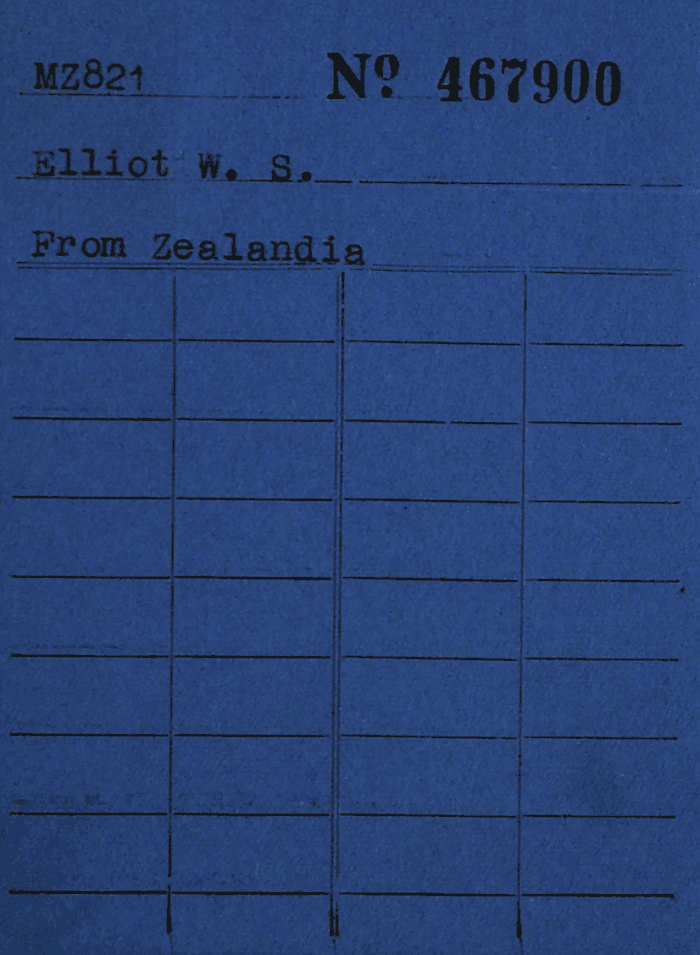 MZ821 Nº 467900
Elliot W. S.
From Zealandia